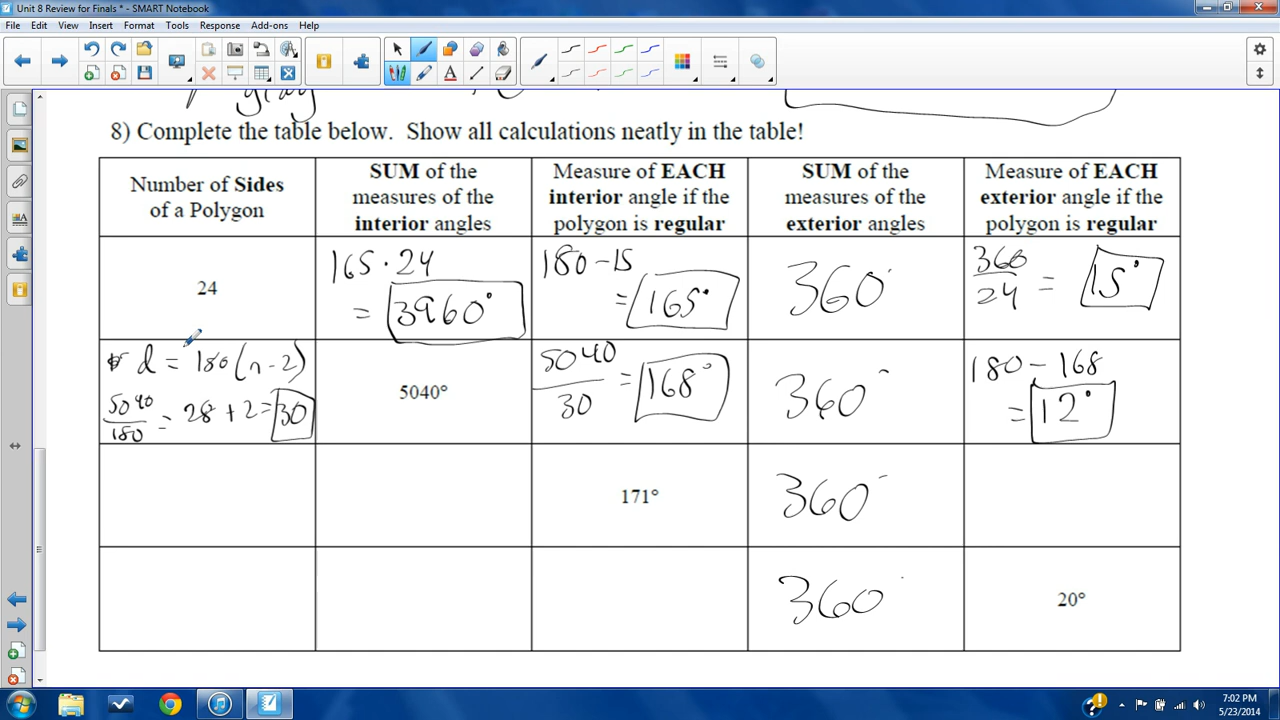 Unit 8 Review for Finals * - SMART Notebook
File Edit View Insert Format Tools Response Add-ons Help
8) Complete the table below. Show all calculations neatly in the table!
Number of Sides
of a Polygon
SUM of the
measures of the
interior angles
Measure of EACH
interior angle if the
polygon is regular
SUM of the
measures of the
exterior angles
Measure of EACH
exterior angle if the
polygon is regular
24
165 · 24
= 3960°
180 - 15
= 165°
360°
360
24
= 15°
d = 180(n-2)
5040
180
= 28 + 2 = 30
5040°
5040
30
= 168°
360°
180 - 168
= 12°
171°
360°
360°
20°
7:02 PM
5/23/2014